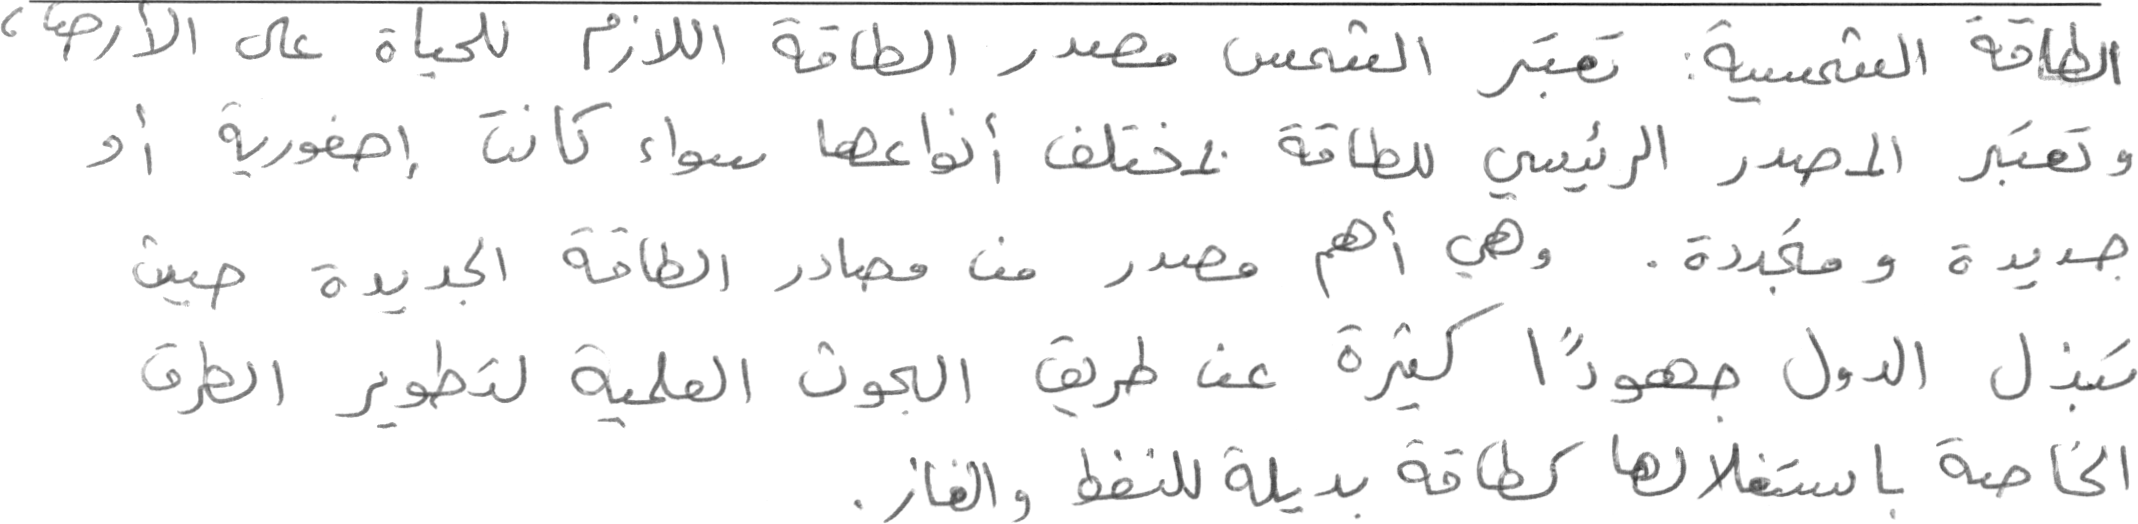 الطاقة الشمسية: تعتبر الشمس مصدر الطاقة اللازم للحياة على الأرض،
وتعتبر المصدر الرئيسي للطاقة بمختلف أنواعها سواء كانت إحفورية أو
جديدة ومتجددة. وهي أهم مصدر من مصادر الطاقة الجديدة حيث
تبذل الدول جهودًا كثيرة عن طريق البحوث العلمية لتطوير الطرق
الخاصة باستغلالها كطاقة بديلة للنفط والغاز.